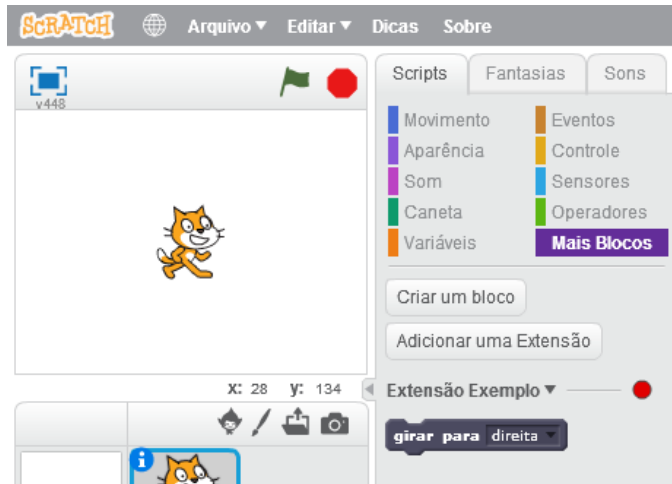 SCRATCH Arquivo▼ Editar▼ Dicas Sobre
v448
Scripts Fantasias Sons
Movimento Eventos
Aparência Controle
Som Sensores
Caneta Operadores
Variáveis Mais Blocos
Criar um bloco
Adicionar uma Extensão
x: 28 y: 134
Extensão Exemplo▼
girar para direita▼
i